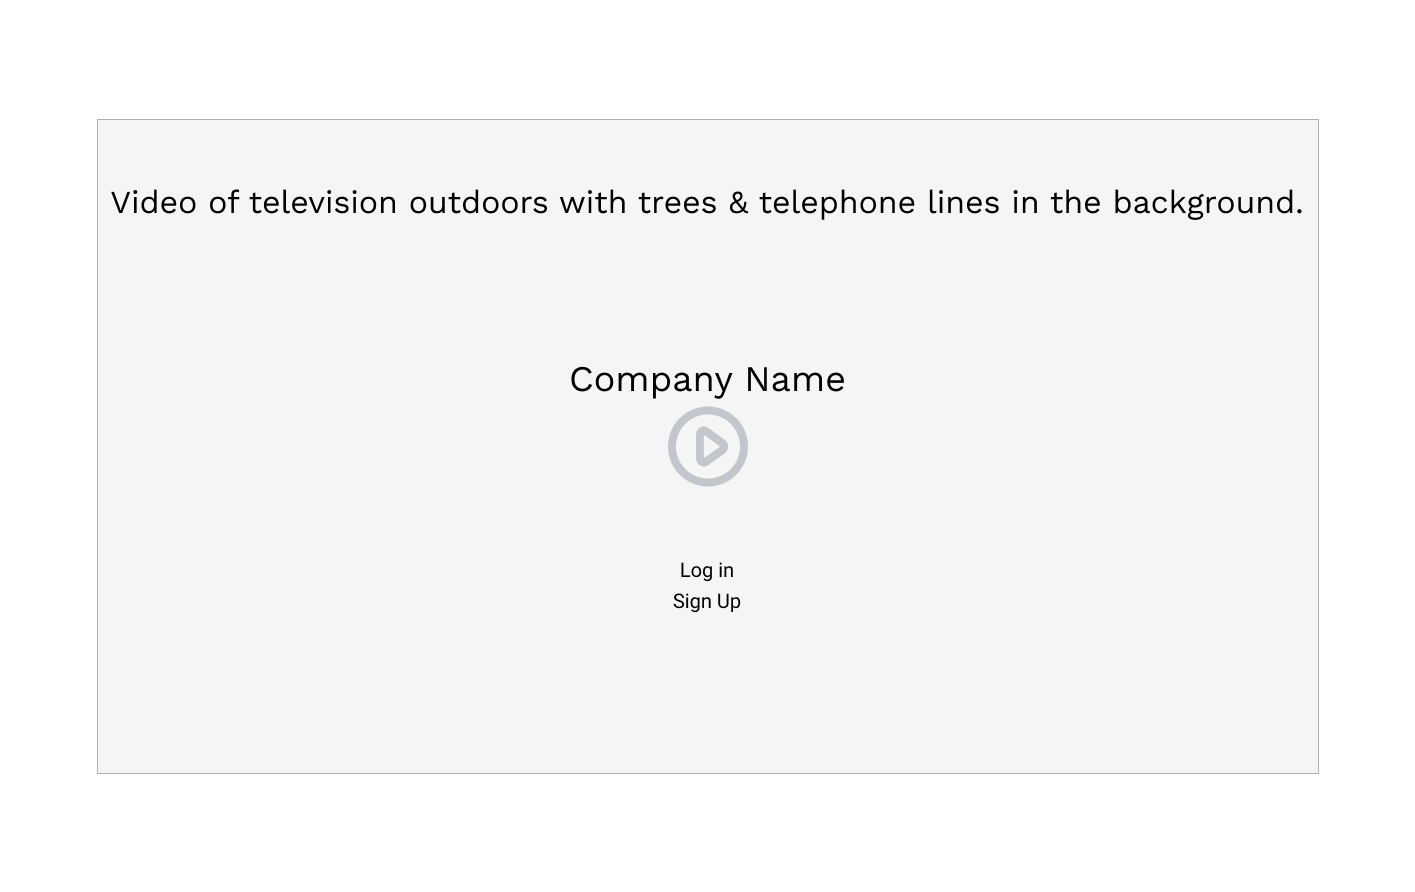 Video of television outdoors with trees & telephone lines in the background.
Company Name
Log in
Sign Up